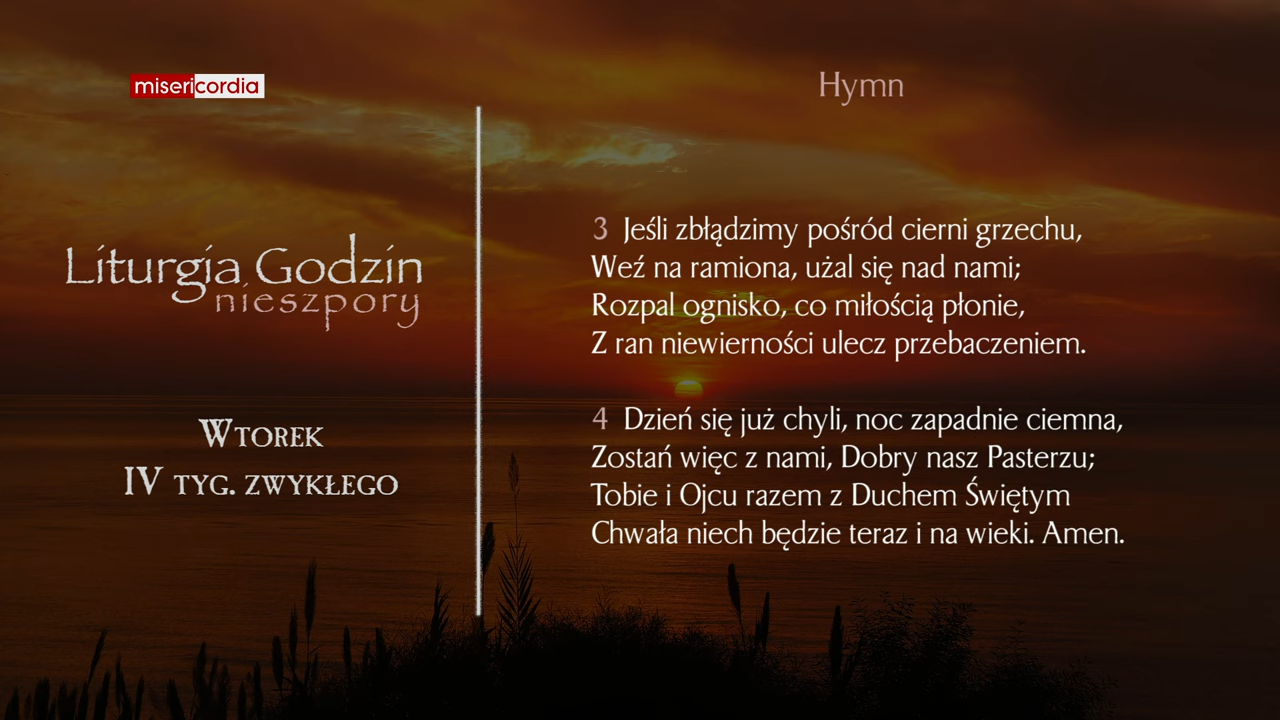 misericordia
Hymn
Liturgia Godzin
nieszpory
Wtorek
IV tyg. zwykłego
3 Jeśli zbłądzimy pośród cierni grzechu,
Weź na ramiona, użal się nad nami;
Rozpal ognisko, co miłością płonie,
Z ran niewierności ulecz przebaczeniem.
4 Dzień się już chyli, noc zapadnie ciemna,
Zostań więc z nami, Dobry nasz Pasterzu;
Tobie i Ojcu razem z Duchem Świętym
Chwała niech będzie teraz i na wieki. Amen.